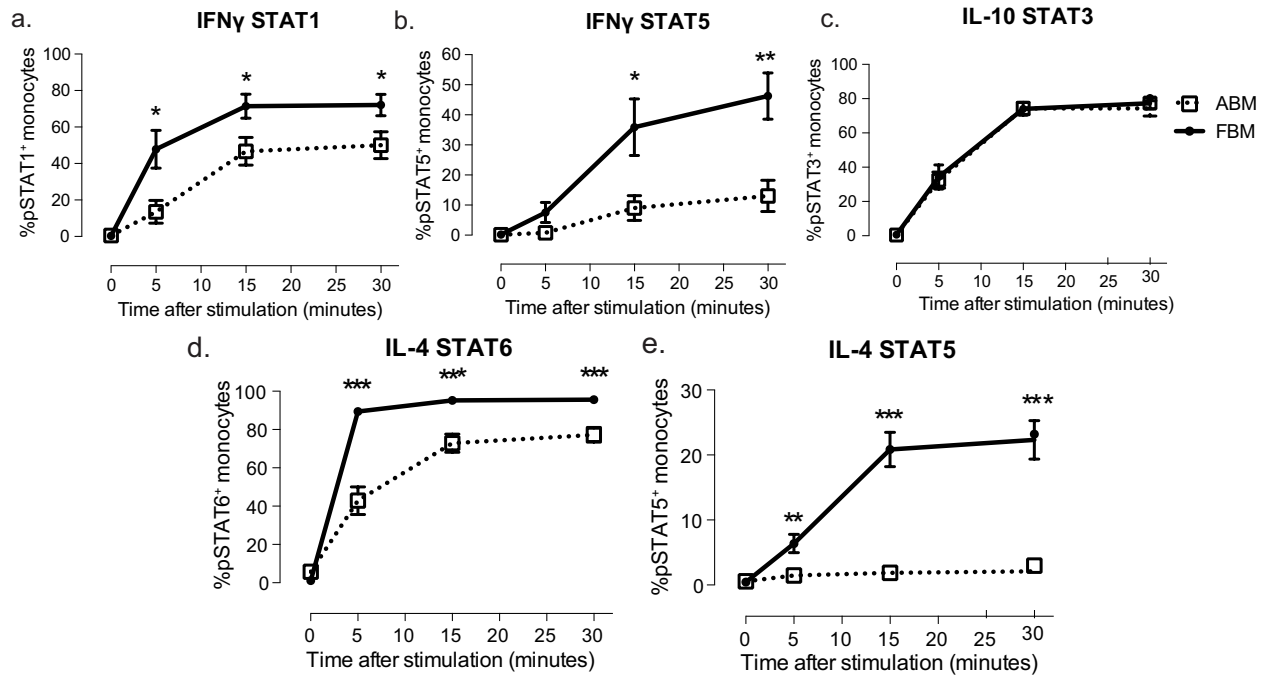 a.
IFNγ STAT1
%pSTAT1+ monocytes
100
80
60
40
20
0
* * *
0 5 10 15 20 25 30
Time after stimulation (minutes)
b.
IFNγ STAT5
%pSTAT5+ monocytes
60
50
40
30
20
10
0
* **
0 5 10 15 20 25 30
Time after stimulation (minutes)
c.
IL-10 STAT3
%pSTAT3+ monocytes
100
80
60
40
20
0
0 5 10 15 20 25 30
Time after stimulation (minutes)
ABM
FBM
d.
IL-4 STAT6
%pSTAT6+ monocytes
100
80
60
40
20
0
*** *** ***
0 5 10 15 20 25 30
Time after stimulation (minutes)
e.
IL-4 STAT5
%pSTAT5+ monocytes
30
20
10
0
** *** ***
0 5 10 15 20 25 30
Time after stimulation (minutes)